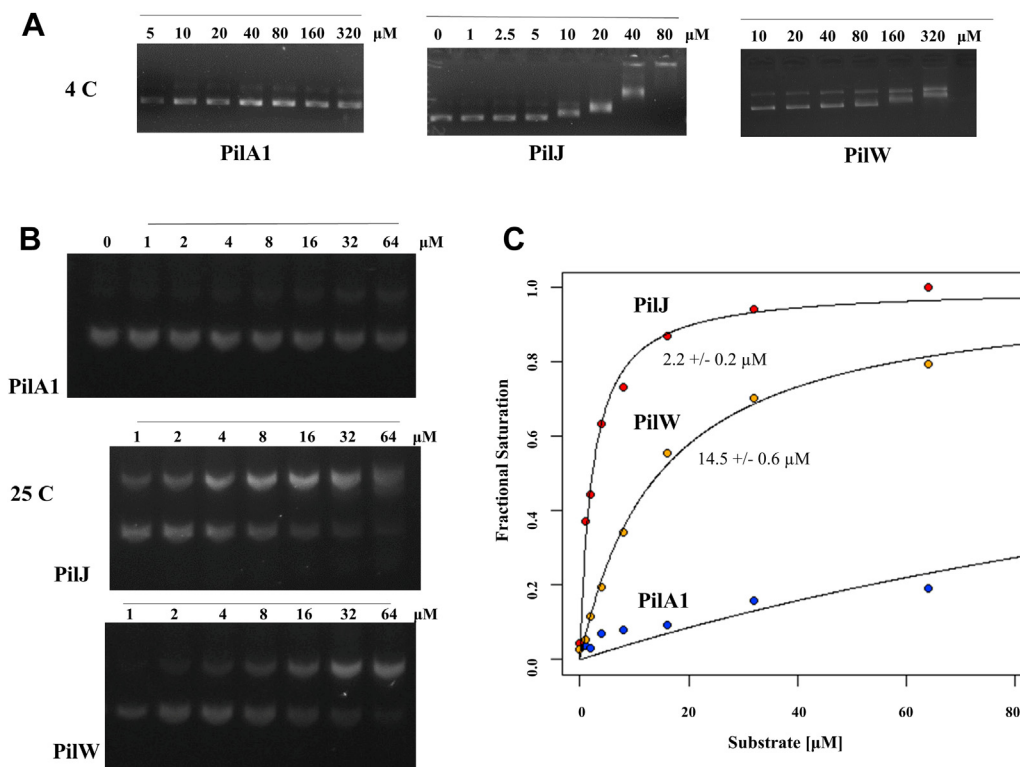 A
5 10 20 40 80 160 320 µM
0 1 2.5 5 10 20 40 80 µM
10 20 40 80 160 320 µM
4 C
PilA1
PilJ
PilW
B
0 1 2 4 8 16 32 64 µM
PilA1
1 2 4 8 16 32 64 µM
25 C
PilJ
1 2 4 8 16 32 64 µM
PilW
C
Fractional Saturation
1.0
0.8
0.6
0.4
0.2
0.0
PilJ
2.2 +/- 0.2 µM
PilW
14.5 +/- 0.6 µM
PilA1
0 20 40 60 80
Substrate [µM]